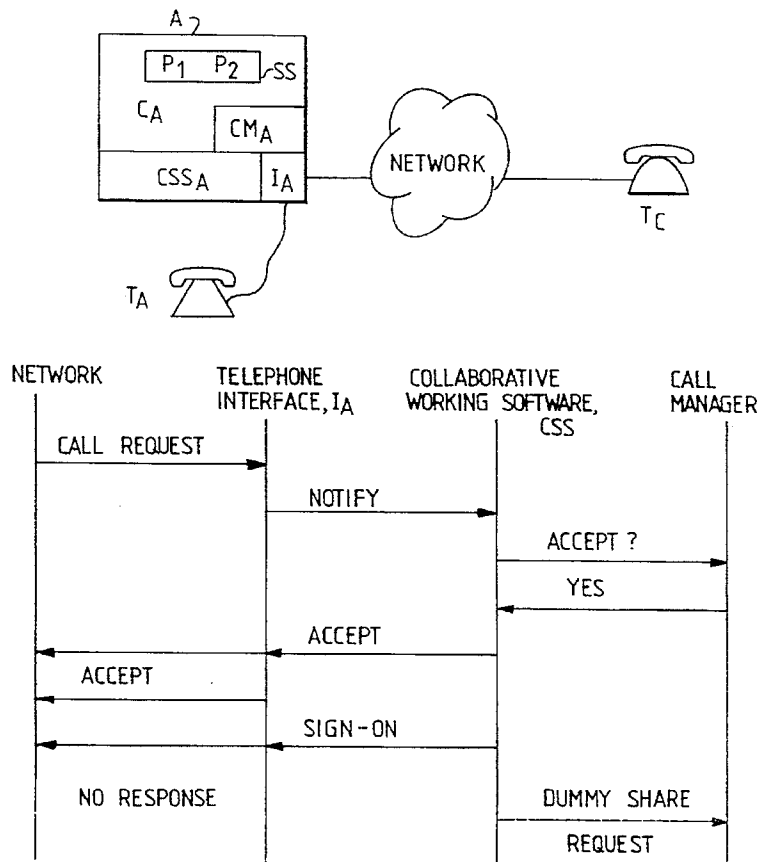 A
P1 P2
SS
CA
CMA
CSSA
IA
NETWORK
TC
TA
NETWORK
TELEPHONE
INTERFACE, IA
COLLABORATIVE
WORKING SOFTWARE,
CSS
CALL
MANAGER
CALL REQUEST
NOTIFY
ACCEPT ?
YES
ACCEPT
ACCEPT
SIGN-ON
NO RESPONSE
DUMMY SHARE
REQUEST